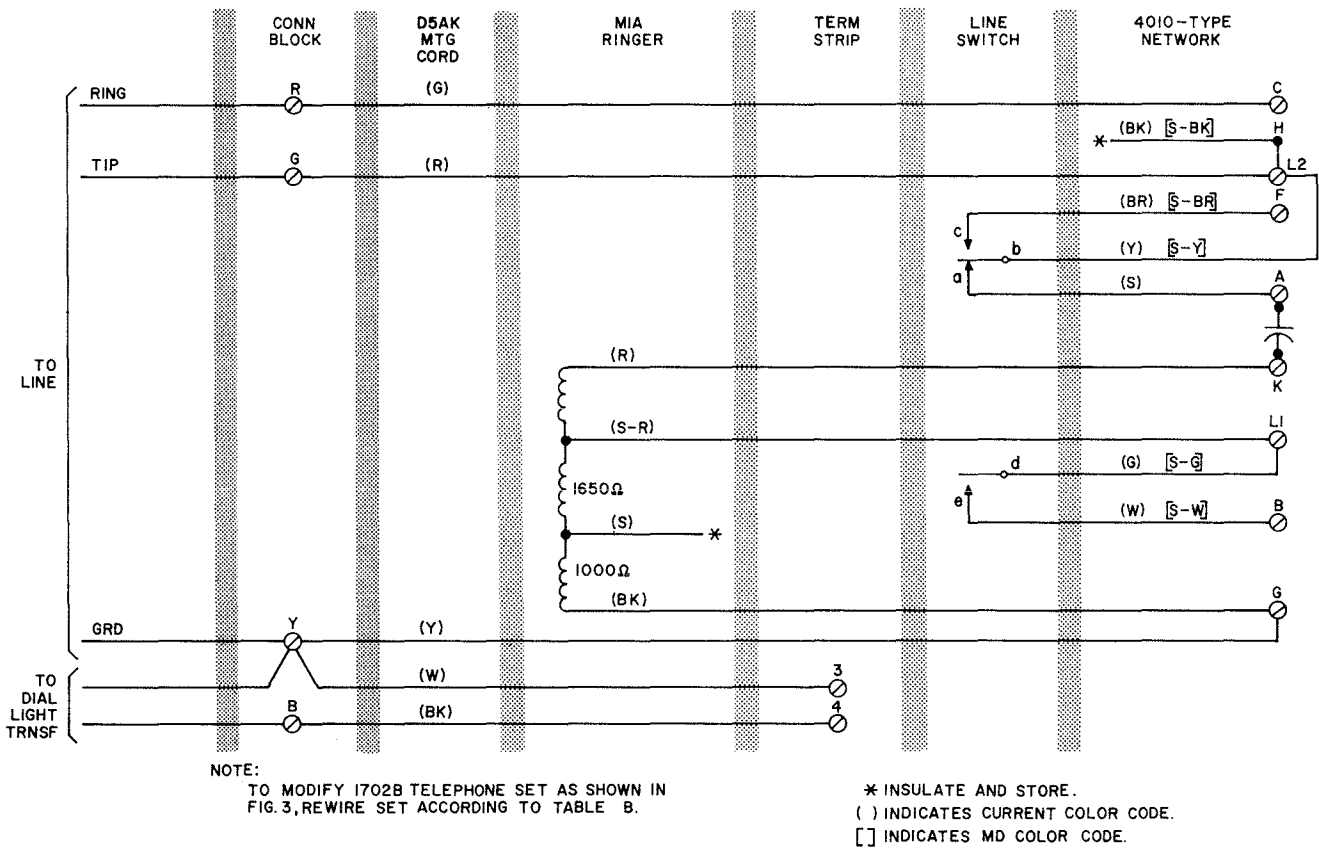 CONN BLOCK
D5AK MTG CORD
MIA RINGER
TERM STRIP
LINE SWITCH
4010-TYPE NETWORK
RING
R
(G)
C
(BK) [S-BK]
H
*
TIP
G
(R)
L2
(BR) [S-BR]
F
c
b
(Y) [S-Y]
a
(S)
A
TO LINE
(R)
K
(S-R)
L1
d
(G) [S-G]
1650Ω
e
(W) [S-W]
B
(S)
*
1000Ω
(BK)
G
GRD
Y
(Y)
TO DIAL LIGHT TRNSF
(W)
3
B
(BK)
4
NOTE:
TO MODIFY 1702B TELEPHONE SET AS SHOWN IN
FIG. 3, REWIRE SET ACCORDING TO TABLE B.
* INSULATE AND STORE.
( ) INDICATES CURRENT COLOR CODE.
[ ] INDICATES MD COLOR CODE.